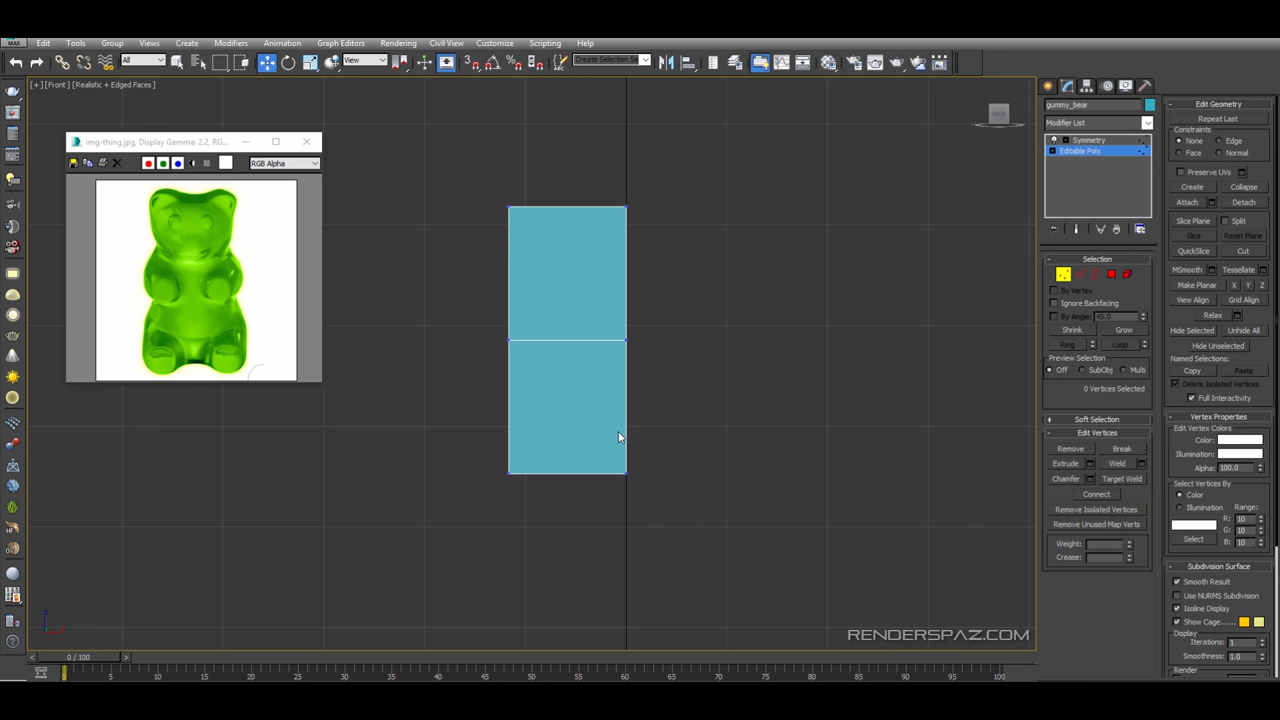 MAX
Edit Tools Group Views Create Modifiers Animation Graph Editors Rendering Civil View Customize Scripting Help
All View Create Selection Se
[+] [Front] [Realistic + Edged Faces]
img-thing.jpg, Display Gamma: 2.2, RG...
RGB Alpha
gummy_bear
Modifier List
Symmetry
Editable Poly
Selection
By Vertex
Ignore Backfacing
By Angle: 45.0
Shrink Grow
Ring Loop
Preview Selection
Off SubObj Multi
0 Vertices Selected
Soft Selection
Edit Vertices
Remove Break
Extrude Weld
Chamfer Target Weld
Connect
Remove Isolated Vertices
Remove Unused Map Verts
Weight:
Crease:
Edit Geometry
Repeat Last
Constraints
None Edge
Face Normal
Preserve UVs
Create Collapse
Attach Detach
Slice Plane Split
Slice Reset Plane
QuickSlice Cut
MSmooth Tessellate
Make Planar X Y Z
View Align Grid Align
Relax
Hide Selected Unhide All
Hide Unselected
Named Selections:
Copy Paste
Delete Isolated Vertices
Full Interactivity
Vertex Properties
Edit Vertex Colors
Color:
Illumination:
Alpha: 100.0
Select Vertices By
Color
Illumination Range:
R: 10
G: 10
Select B: 10
Subdivision Surface
Smooth Result
Use NURMS Subdivision
Isoline Display
Show Cage......
Display
Iterations: 1
Smoothness: 1.0
Render
RENDERSPAZ.COM
0 / 100
0 5 10 15 20 25 30 35 40 45 50 55 60 65 70 75 80 85 90 95 100